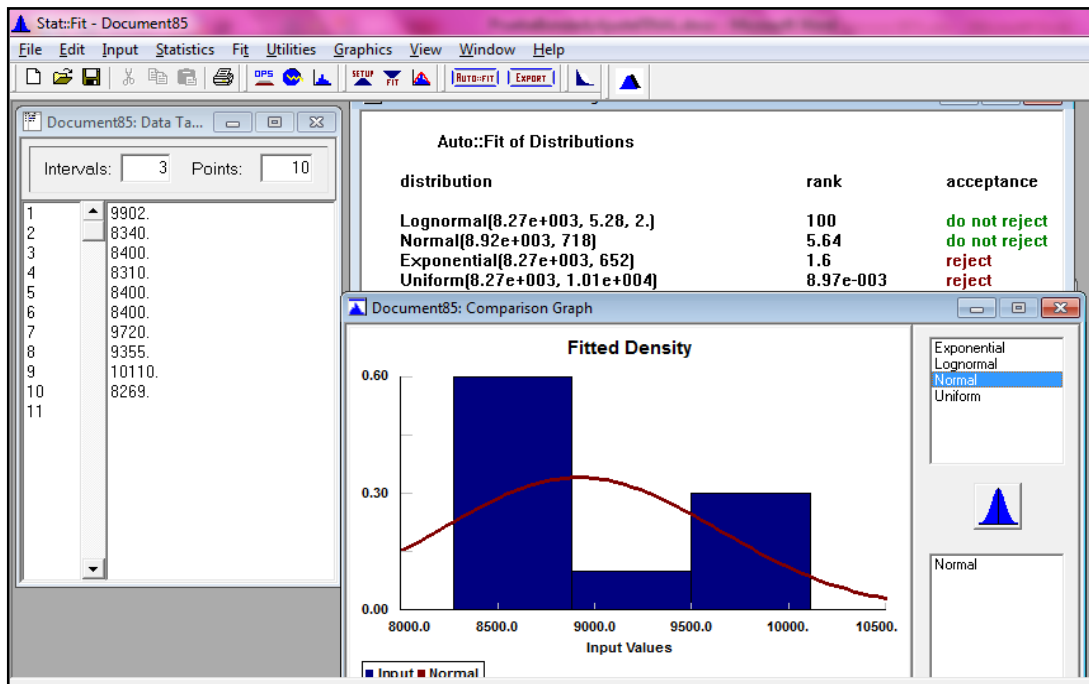 Stat::Fit - Document85
File Edit Input Statistics Fit Utilities Graphics View Window Help
OPS SETUP FIT AUTO::FIT EXPORT
Document85: Data Ta...
Intervals: 3 Points: 10
1 9902.
2 8340.
3 8400.
4 8310.
5 8400.
6 8400.
7 9720.
8 9355.
9 10110.
10 8269.
11
Auto::Fit of Distributions
distribution rank acceptance
Lognormal(8.27e+003, 5.28, 2.) 100 do not reject
Normal(8.92e+003, 718) 5.64 do not reject
Exponential(8.27e+003, 652) 1.6 reject
Uniform(8.27e+003, 1.01e+004) 8.97e-003 reject
Document85: Comparison Graph
Fitted Density
0.60
0.30
0.00
8000.0 8500.0 9000.0 9500.0 10000. 10500.
Input Values
Input Normal
Exponential
Lognormal
Normal
Uniform
Normal